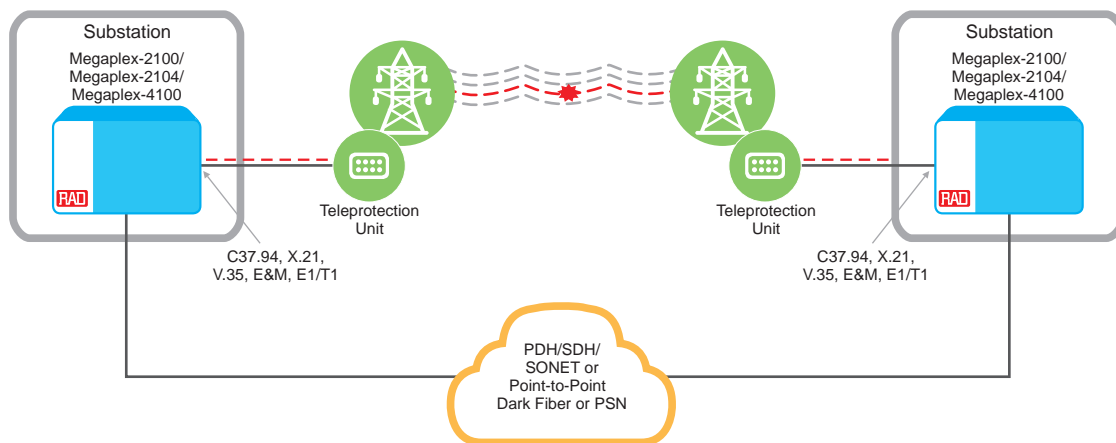 Substation
Megaplex-2100/
Megaplex-2104/
Megaplex-4100
RAD
Teleprotection
Unit
C37.94, X.21,
V.35, E&M, E1/T1
Substation
Megaplex-2100/
Megaplex-2104/
Megaplex-4100
RAD
Teleprotection
Unit
C37.94, X.21,
V.35, E&M, E1/T1
PDH/SDH/
SONET or
Point-to-Point
Dark Fiber or PSN